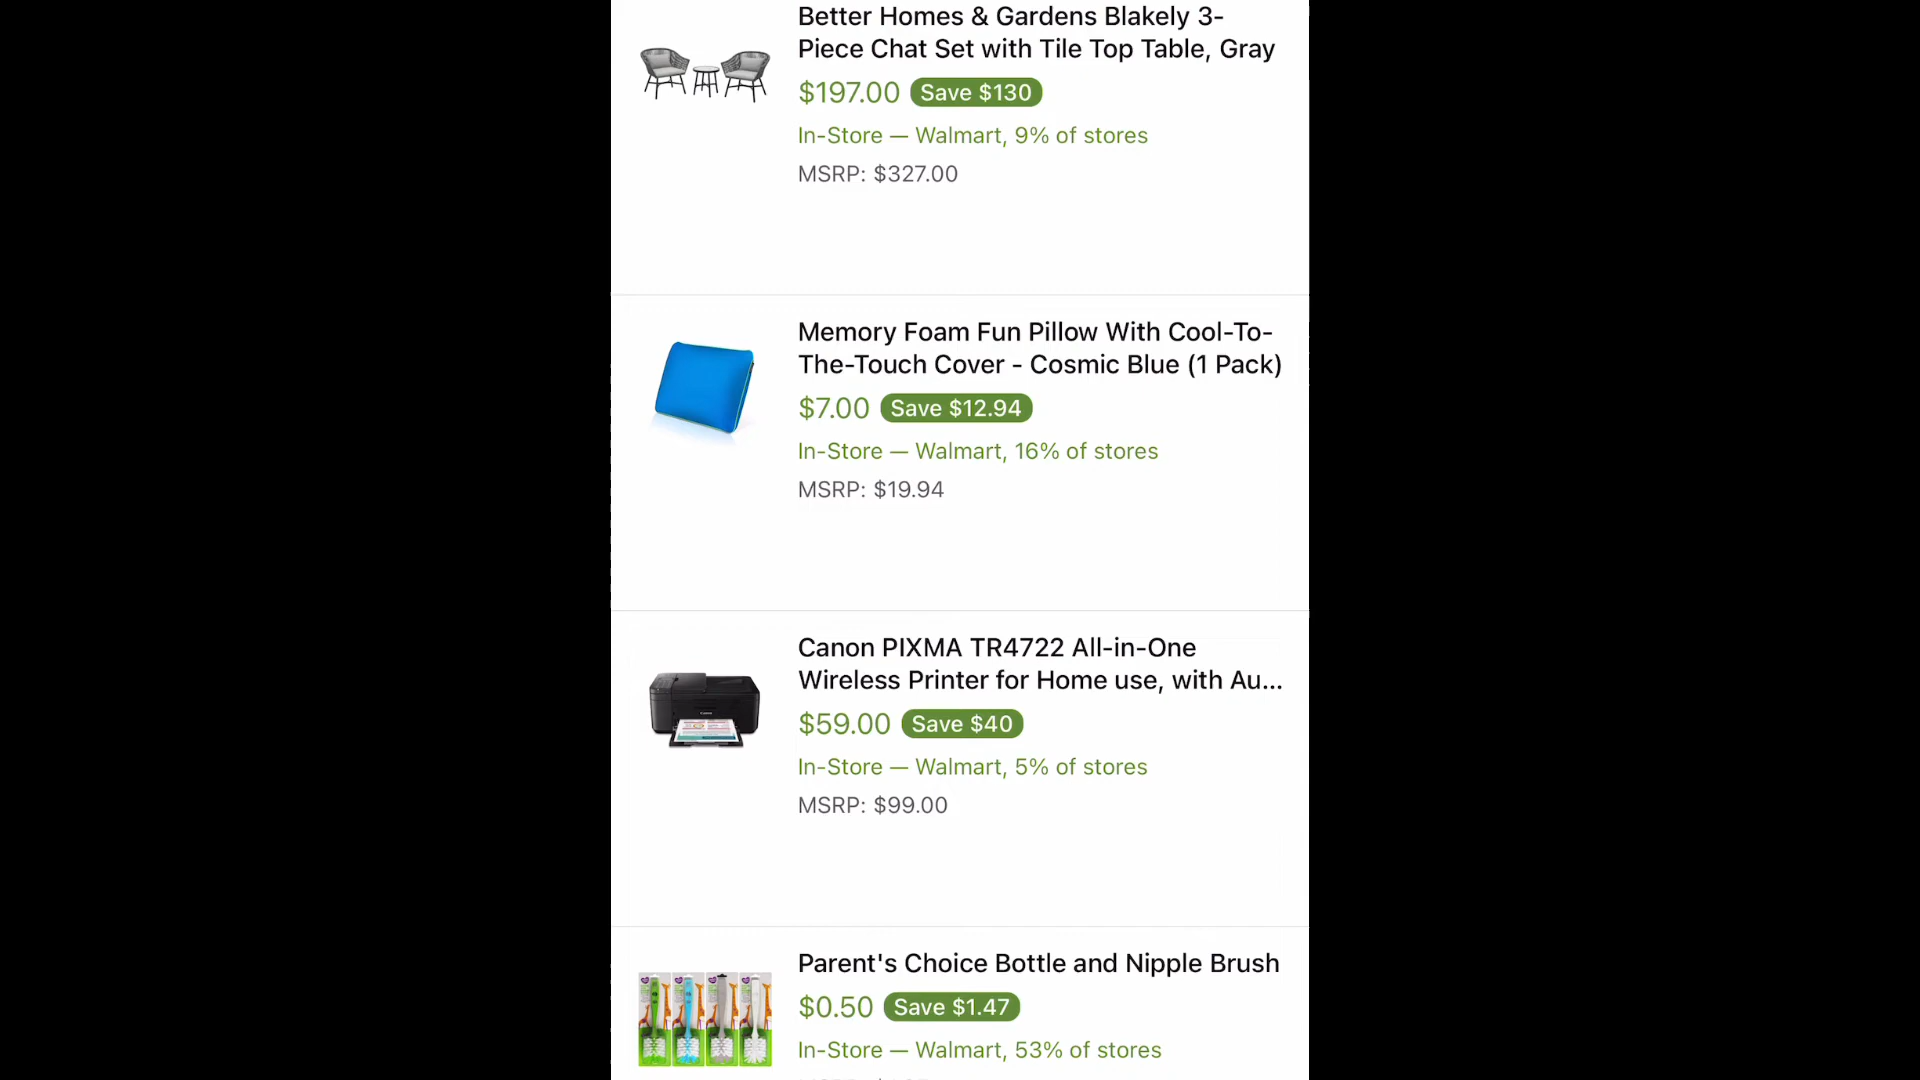 Better Homes & Gardens Blakely 3-
Piece Chat Set with Tile Top Table, Gray
$197.00 Save $130
In-Store — Walmart, 9% of stores
MSRP: $327.00
Memory Foam Fun Pillow With Cool-To-
The-Touch Cover - Cosmic Blue (1 Pack)
$7.00 Save $12.94
In-Store — Walmart, 16% of stores
MSRP: $19.94
Canon PIXMA TR4722 All-in-One
Wireless Printer for Home use, with Au...
$59.00 Save $40
In-Store — Walmart, 5% of stores
MSRP: $99.00
Parent's Choice Bottle and Nipple Brush
$0.50 Save $1.47
In-Store — Walmart, 53% of stores